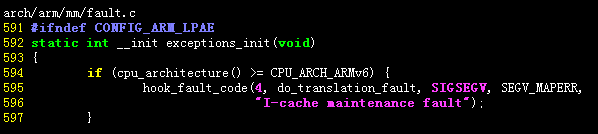 arch/arm/mm/fault.c
591 #ifndef CONFIG_ARM_LPAE
592 static int __init exceptions_init(void)
593 {
594         if (cpu_architecture() >= CPU_ARCH_ARMv6) {
595                 hook_fault_code(4, do_translation_fault, SIGSEGV, SEGV_MAPERR,
596                                 "I-cache maintenance fault");
597         }